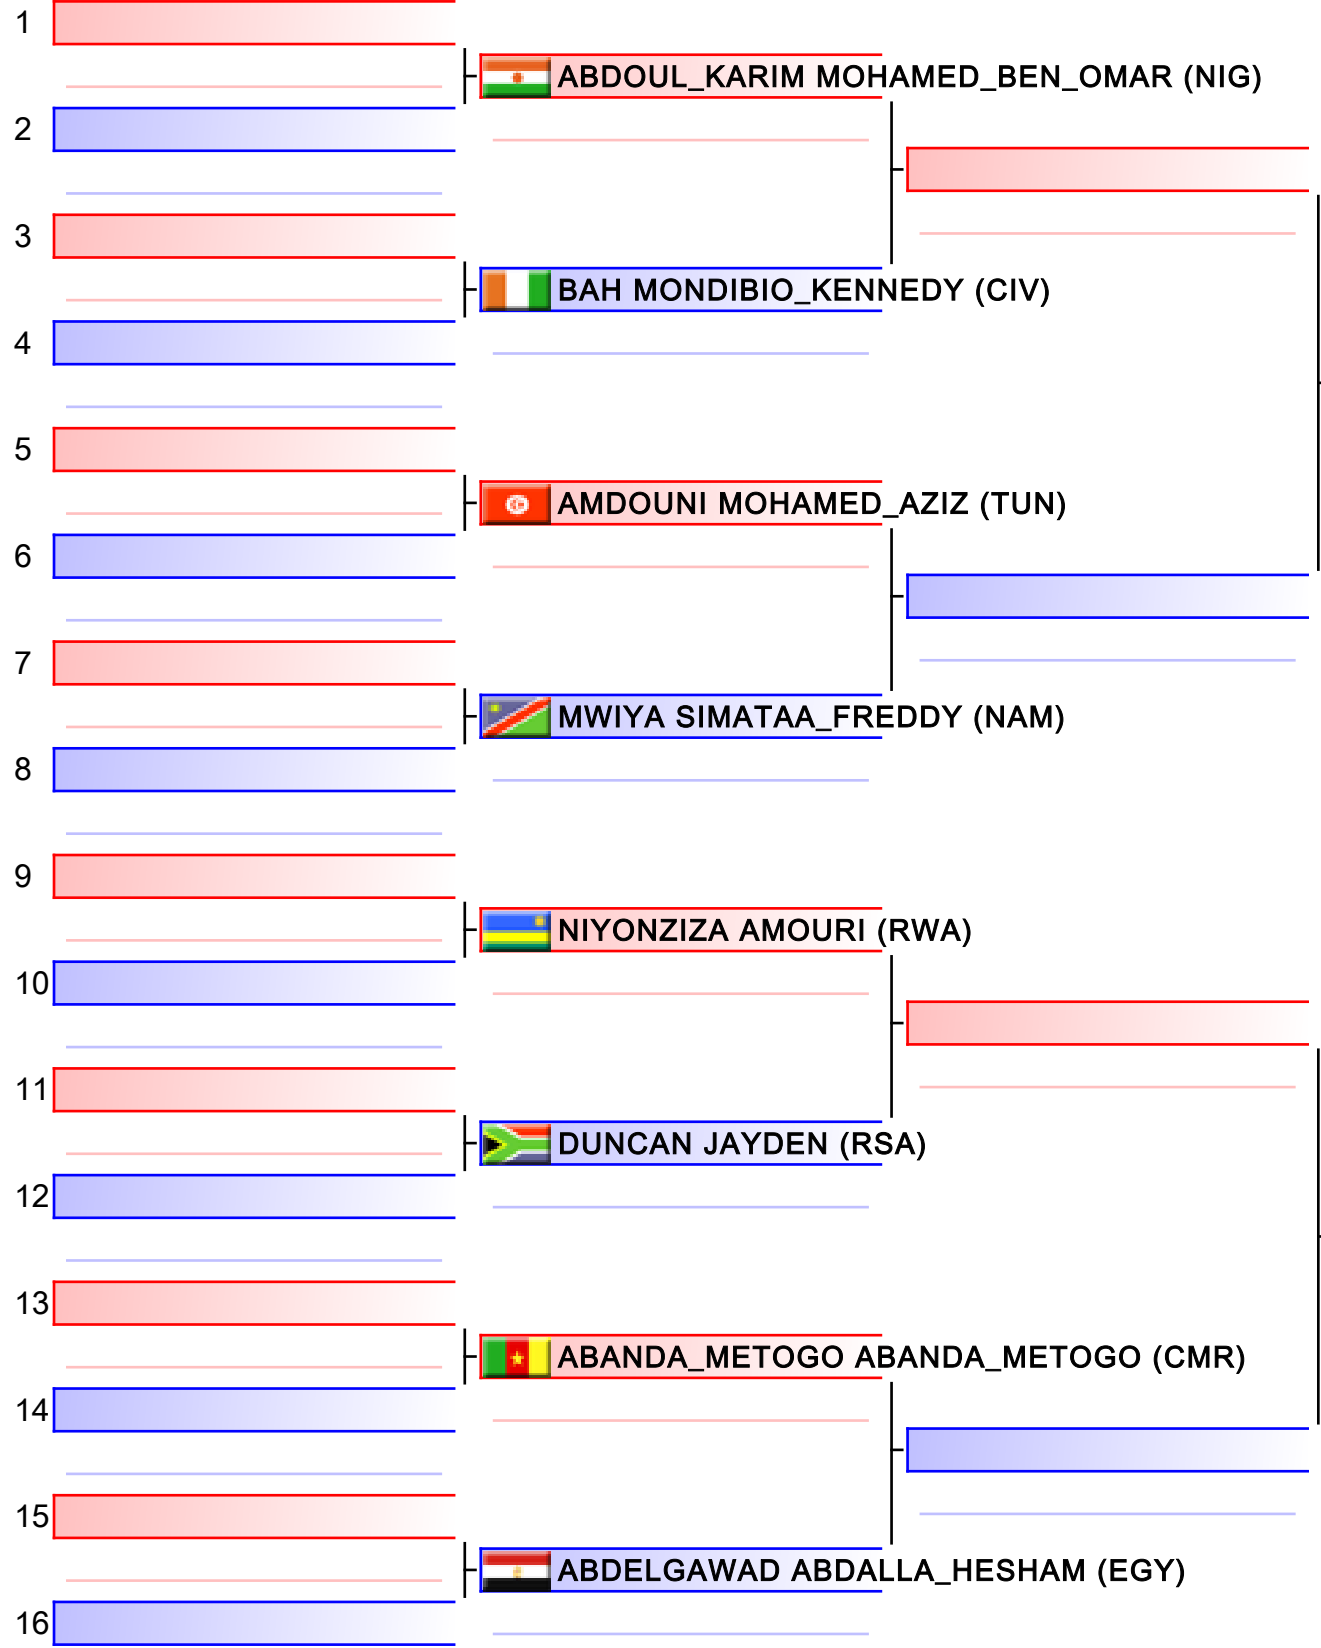 1
ABDOUL_KARIM MOHAMED_BEN_OMAR (NIG)
2
3
BAH MONDIBIO_KENNEDY (CIV)
4
5
AMDOUNI MOHAMED_AZIZ (TUN)
6
7
MWIYA SIMATAA_FREDDY (NAM)
8
9
NIYONZIZA AMOURI (RWA)
10
11
DUNCAN JAYDEN (RSA)
12
13
ABANDA_METOGO ABANDA_METOGO (CMR)
14
15
ABDELGAWAD ABDALLA_HESHAM (EGY)
16